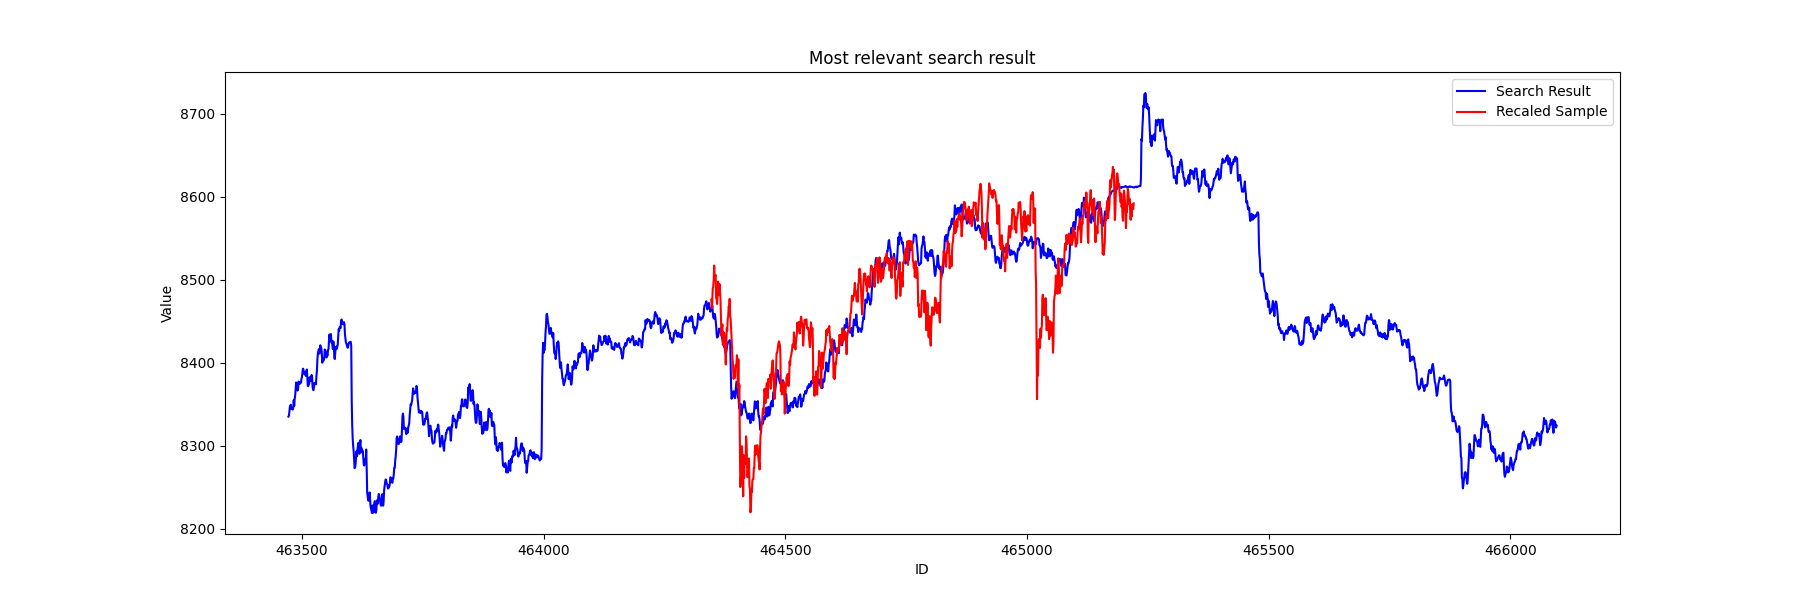 Most relevant search result
Search Result
Recaled Sample
Value
8700
8600
8500
8400
8300
8200
463500
464000
464500
465000
465500
466000
ID